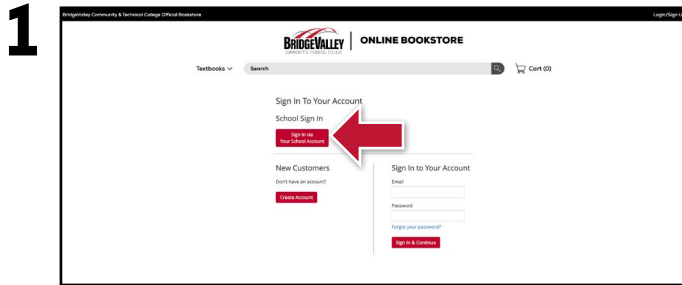 1
BridgeValley Community & Technical College Official Bookstore
Login/Sign U
BRIDGEVALLEY
COMMUNITY & TECHNICAL COLLEGE
ONLINE BOOKSTORE
Textbooks
Search
Cart (0)
Sign In To Your Account
School Sign In
Sign In via
Your School Account
New Customers
Don't have an account?
Create Account
Sign In to Your Account
Email
Password
Forgot your password?
Sign In & Continue